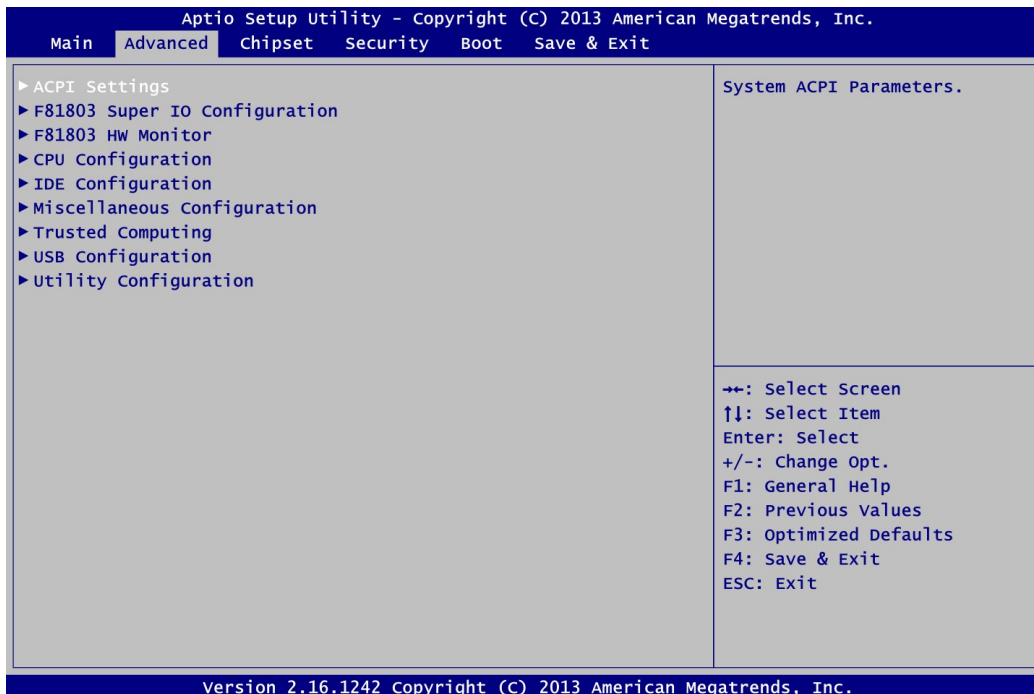 Aptio Setup Utility - Copyright (C) 2013 American Megatrends, Inc.
Main Advanced Chipset Security Boot Save & Exit
►ACPI Settings
►F81803 Super IO Configuration
►F81803 HW Monitor
►CPU Configuration
►IDE Configuration
►Miscellaneous Configuration
►Trusted Computing
►USB Configuration
►Utility Configuration
System ACPI Parameters.
→←: Select Screen
↑↓: Select Item
Enter: Select
+/-: Change Opt.
F1: General Help
F2: Previous Values
F3: Optimized Defaults
F4: Save & Exit
ESC: Exit
Version 2.16.1242 Copyright (C) 2013 American Megatrends, Inc.